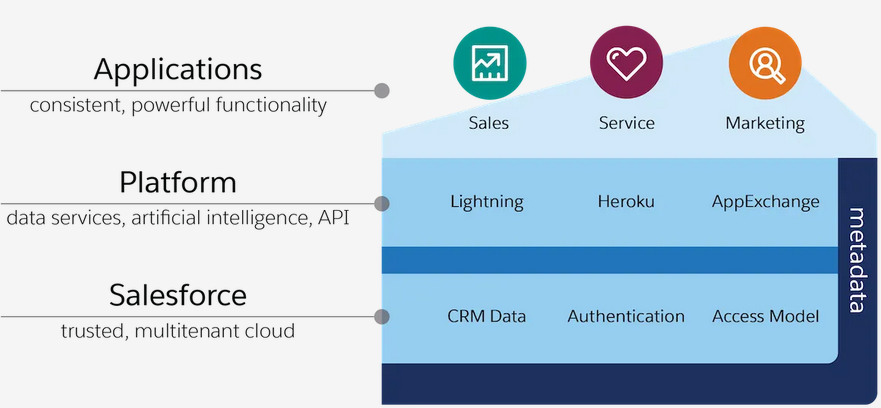 Applications
consistent, powerful functionality
Sales
Service
Marketing
Platform
data services, artificial intelligence, API
Lightning
Heroku
AppExchange
Salesforce
trusted, multitenant cloud
CRM Data
Authentication
Access Model
metadata